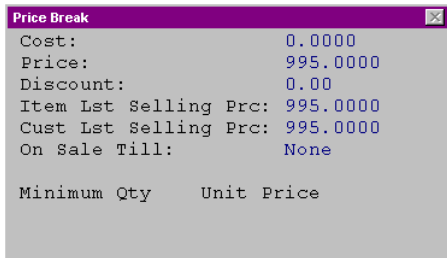 Price Break
Cost: 0.0000
Price: 995.0000
Discount: 0.00
Item Lst Selling Prc: 995.0000
Cust Lst Selling Prc: 995.0000
On Sale Till: None
Minimum Qty Unit Price